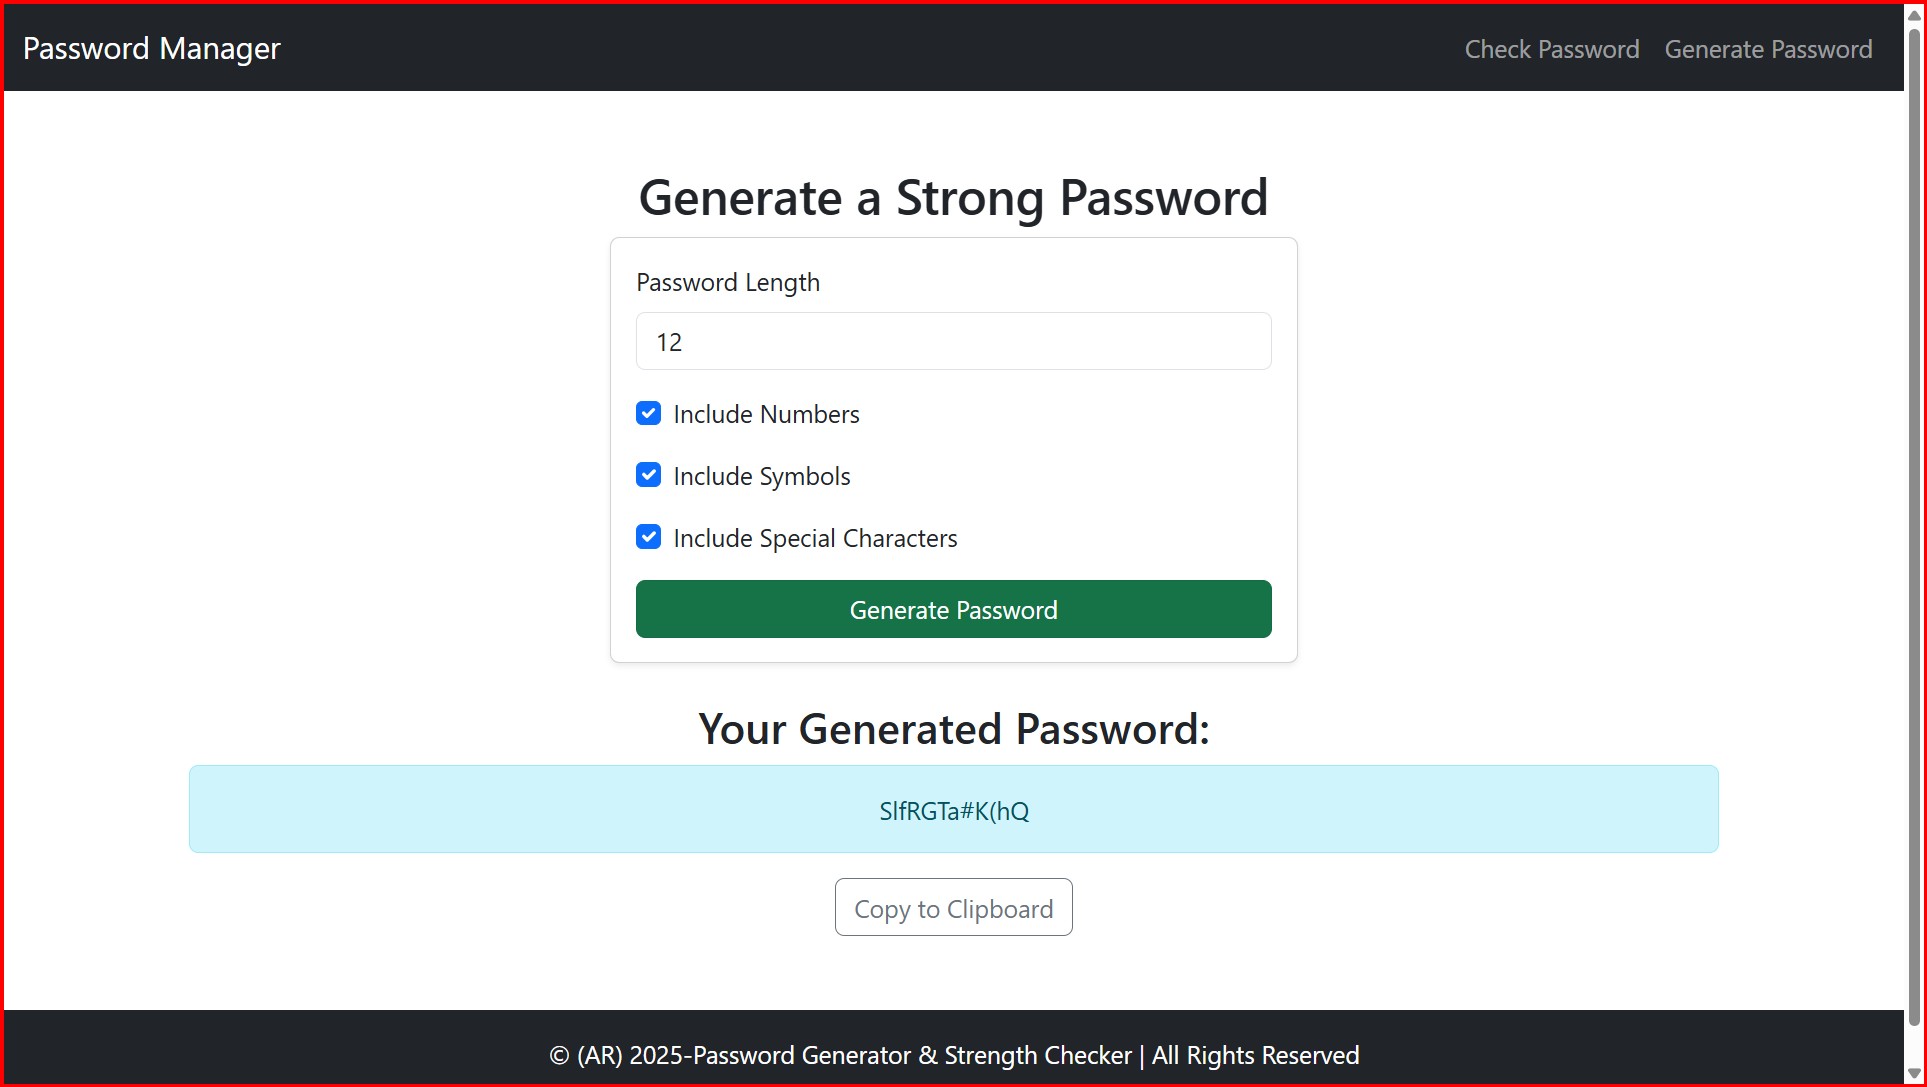 Password Manager
Check Password
Generate Password
Generate a Strong Password
Password Length
12
Include Numbers
Include Symbols
Include Special Characters
Generate Password
Your Generated Password:
SlfRGTa#K(hQ
Copy to Clipboard
© (AR) 2025-Password Generator & Strength Checker | All Rights Reserved